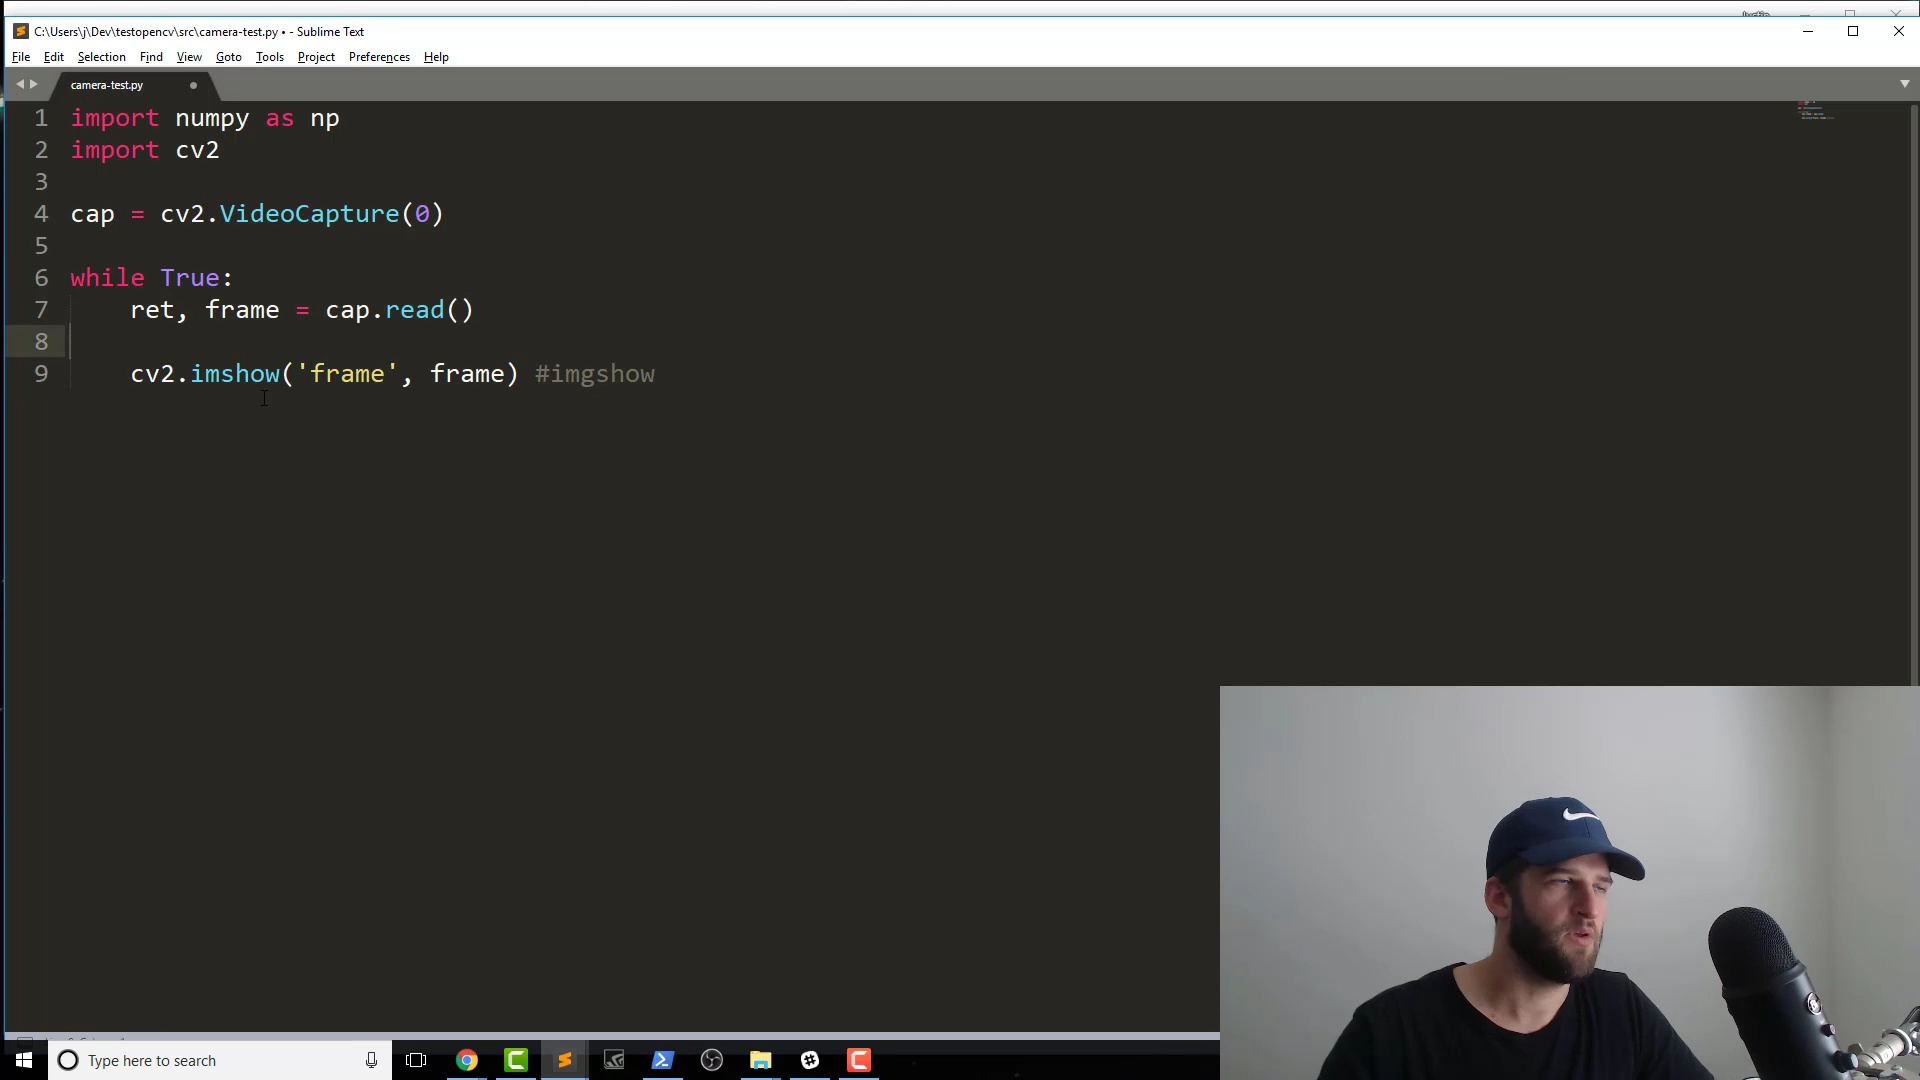 C:\Users\j\Dev\testopencv\src\camera-test.py • - Sublime Text
File Edit Selection Find View Goto Tools Project Preferences Help
camera-test.py
1 import numpy as np
2 import cv2
3
4 cap = cv2.VideoCapture(0)
5
6 while True:
7 ret, frame = cap.read()
8
9 cv2.imshow('frame', frame) #imgshow
Type here to search